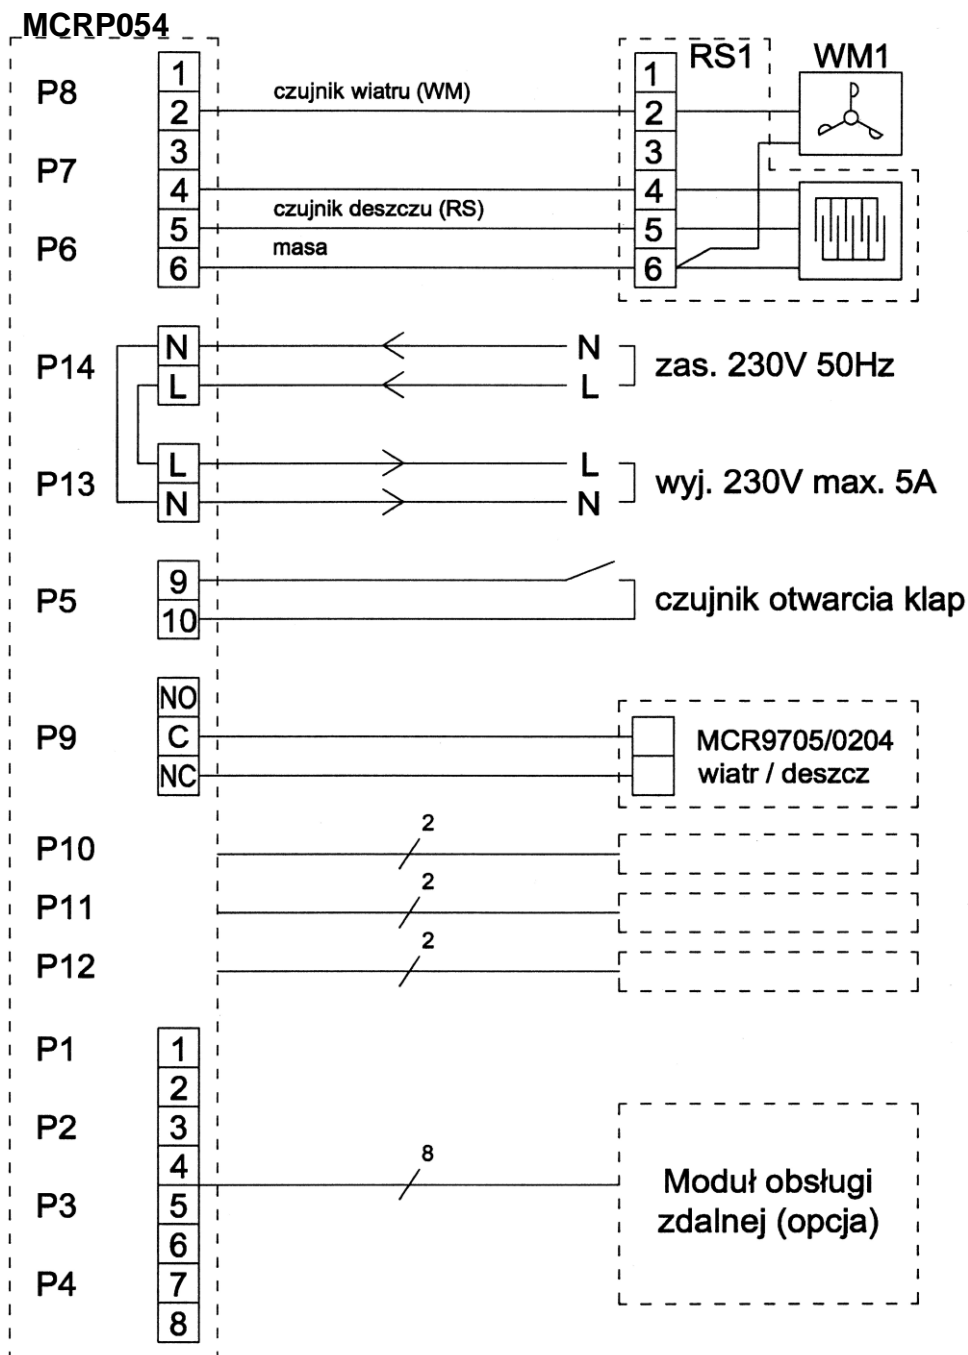 MCRP054
P8
1
2
P7
3
4
P6
5
6
czujnik wiatru (WM)
czujnik deszczu (RS)
masa
RS1
WM1
1
2
3
4
5
6
P14
N
L
N
L
zas. 230V 50Hz
P13
L
N
L
N
wyj. 230V max. 5A
P5
9
10
czujnik otwarcia klap
P9
NO
C
NC
MCR9705/0204
wiatr / deszcz
P10
2
P11
2
P12
2
P1
1
2
P2
3
4
P3
5
6
P4
7
8
8
Moduł obsługi
zdalnej (opcja)